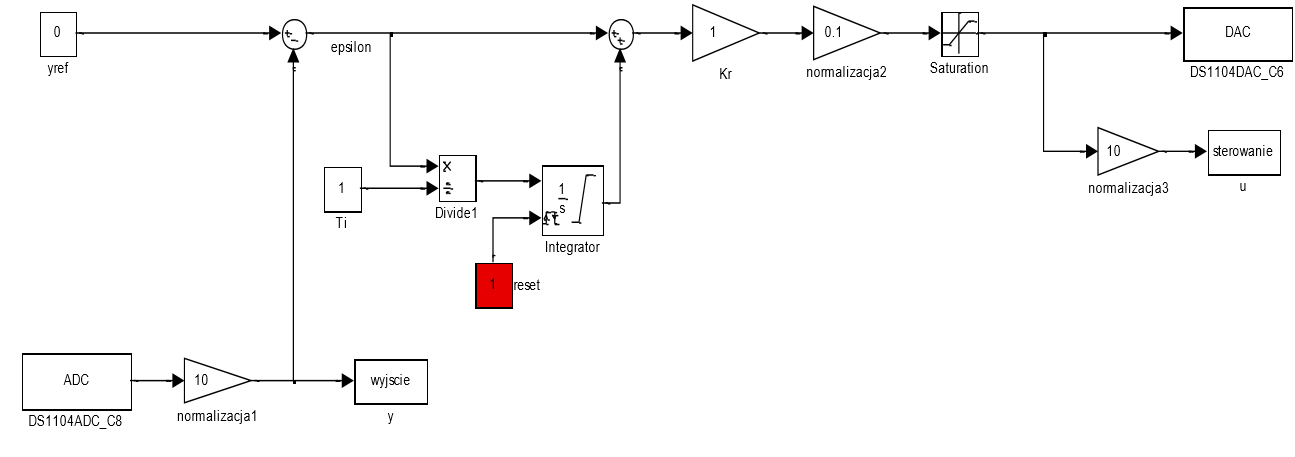 0
yref
epsilon
1
Kr
0.1
normalizacja2
Saturation
DAC
DS1104DAC_C6
10
normalizacja3
sterowanie
u
1
Ti
Divide1
1
s
Integrator
1
reset
ADC
DS1104ADC_C8
10
normalizacja1
wyjscie
y